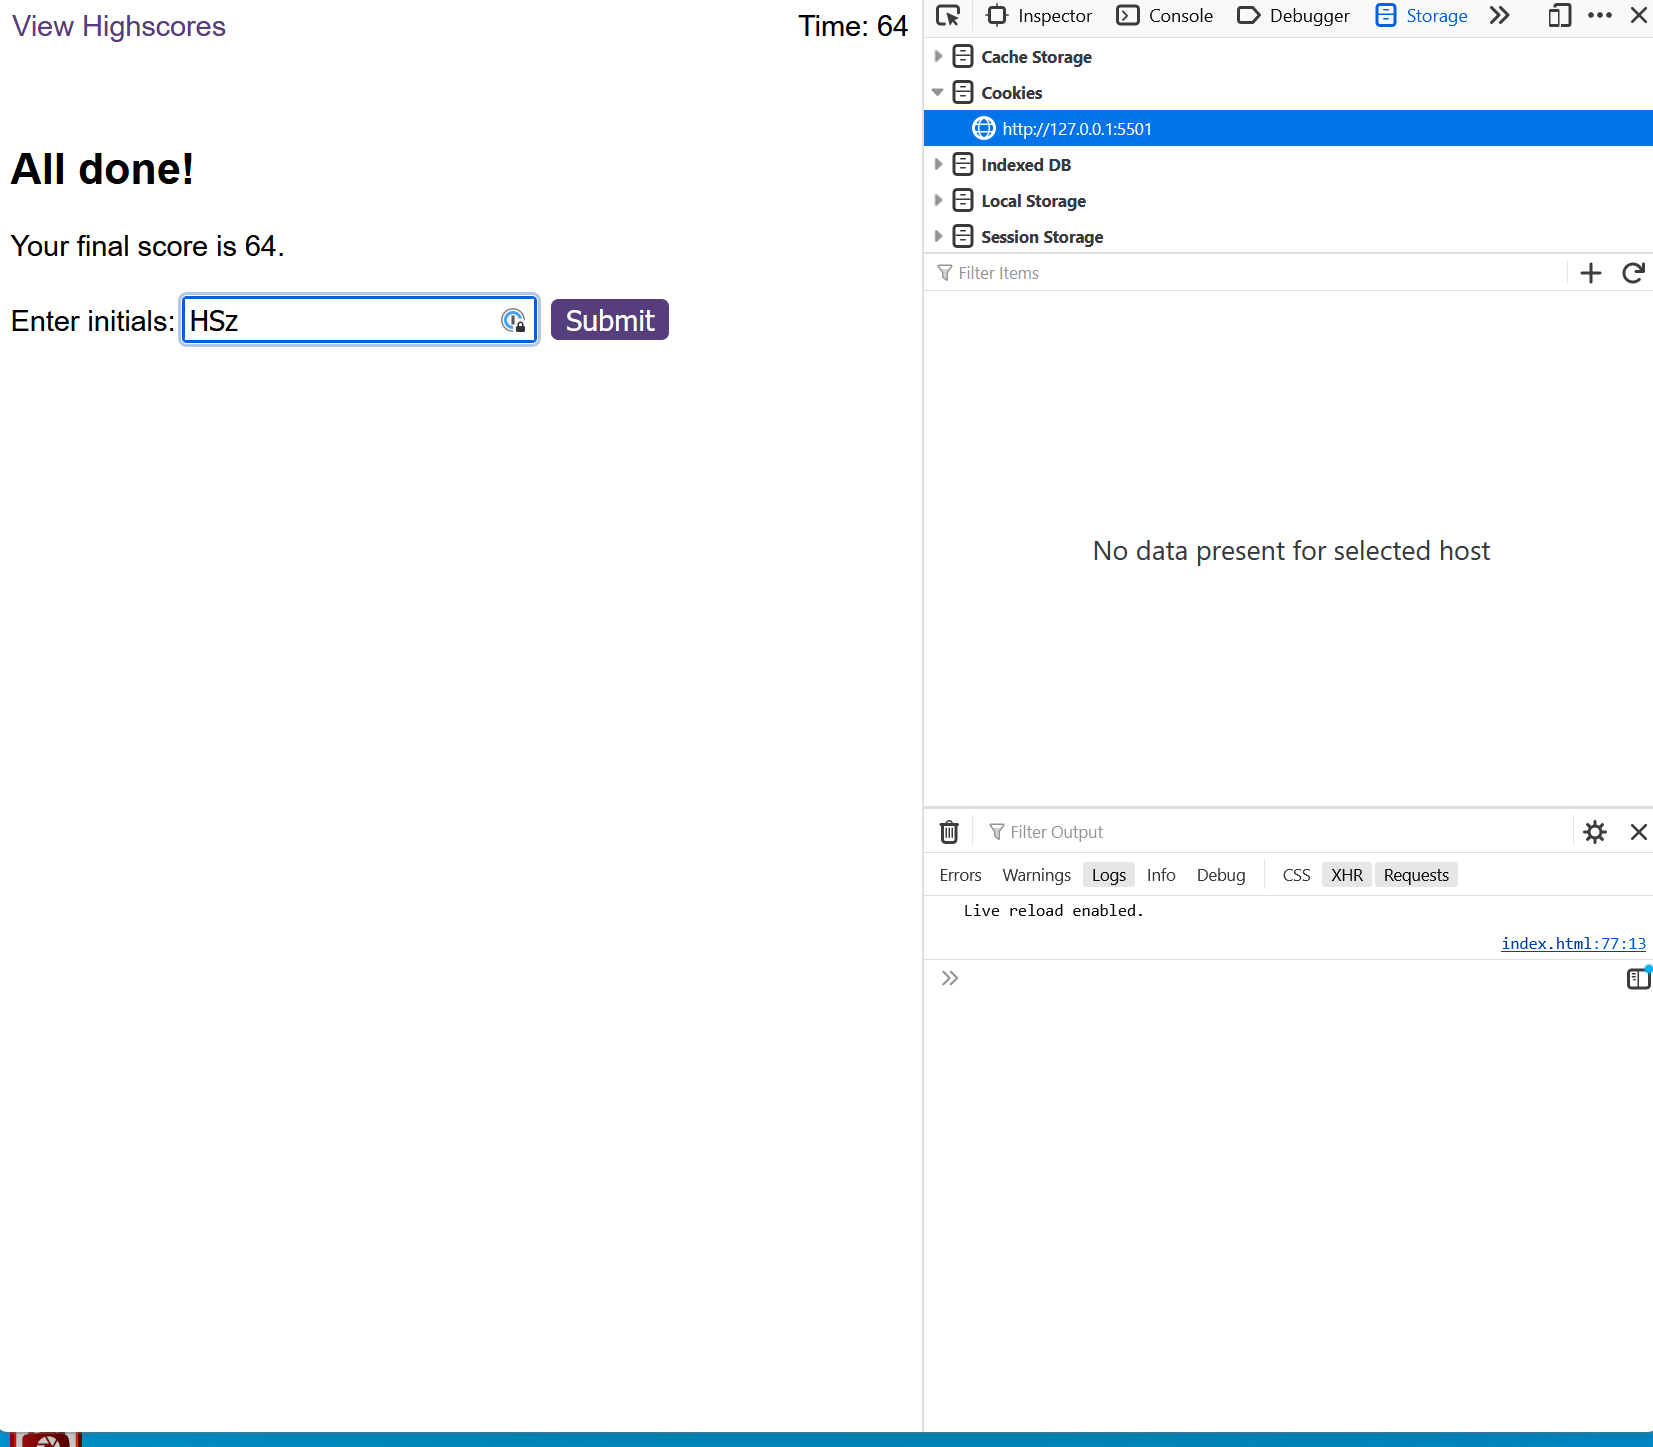 View Highscores
Time: 64
All done!
Your final score is 64.
Enter initials: HSz Submit
Inspector Console Debugger Storage
Cache Storage
Cookies
http://127.0.0.1:5501
Indexed DB
Local Storage
Session Storage
Filter Items
No data present for selected host
Filter Output
Errors Warnings Logs Info Debug CSS XHR Requests
Live reload enabled.
index.html:77:13